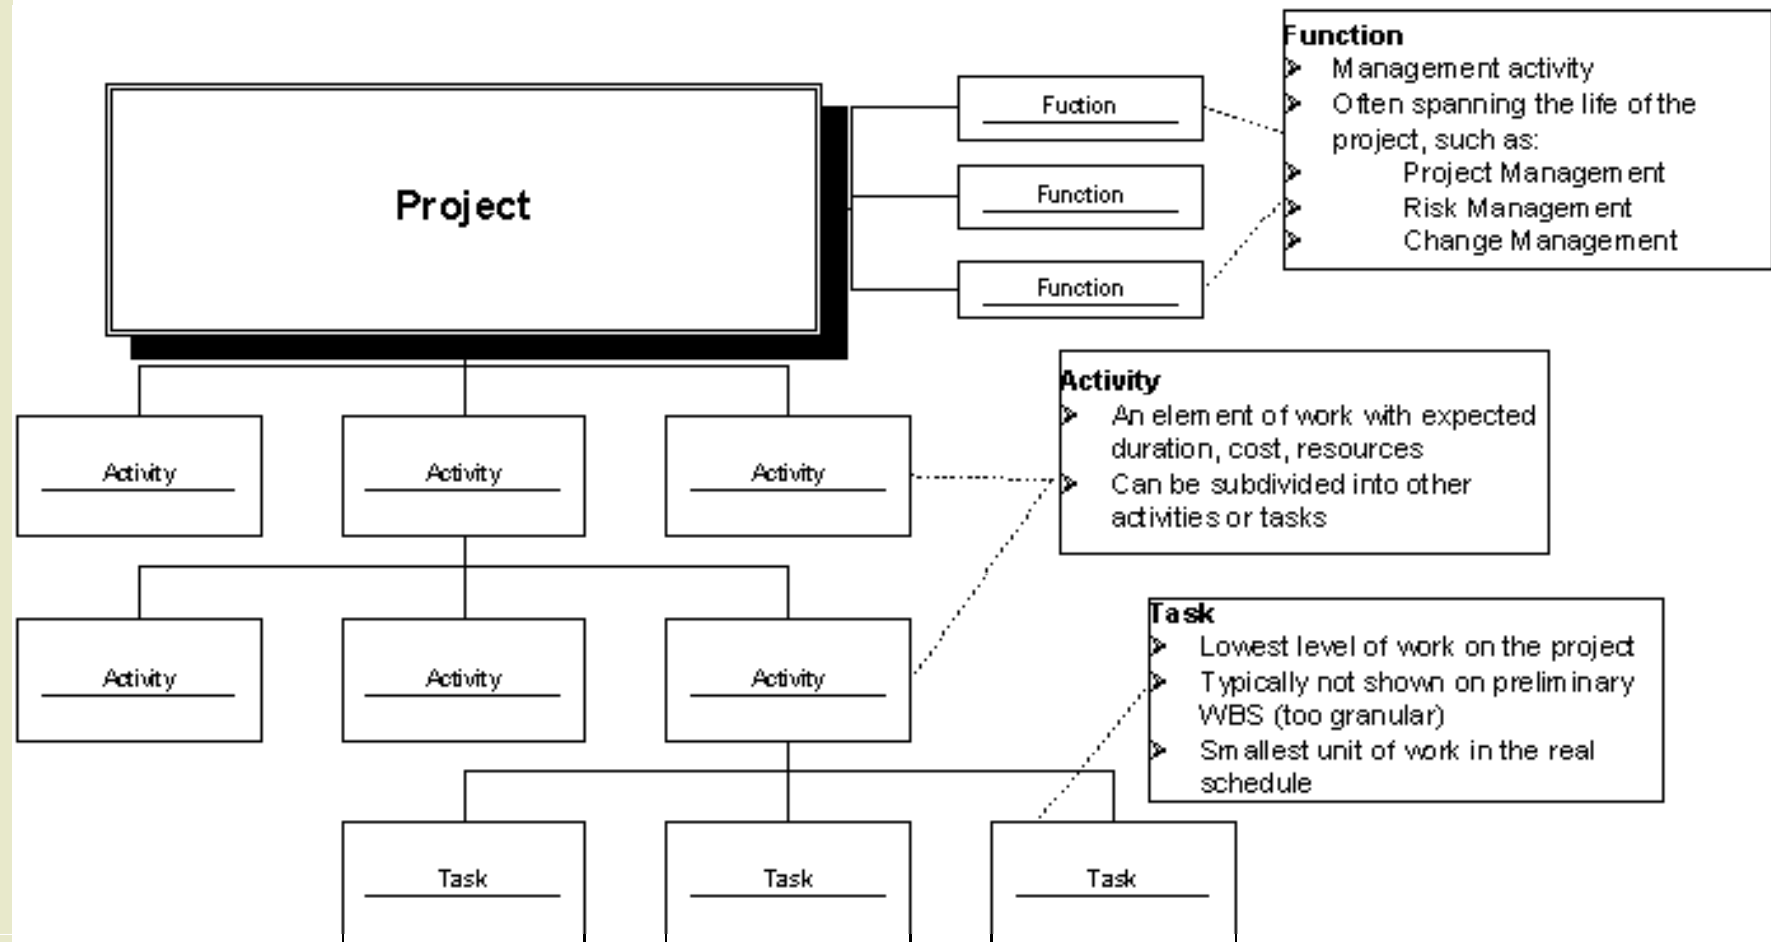 Project
Fuction
Function
Function
Function
Management activity
Often spanning the life of the
project, such as:
Project Management
Risk Management
Change Management
Activity
An element of work with expected
duration, cost, resources
Can be subdivided into other
activities or tasks
Activity
Activity
Activity
Activity
Activity
Activity
Task
Lowest level of work on the project
Typically not shown on preliminary
WBS (too granular)
Smallest unit of work in the real
schedule
Task
Task
Task